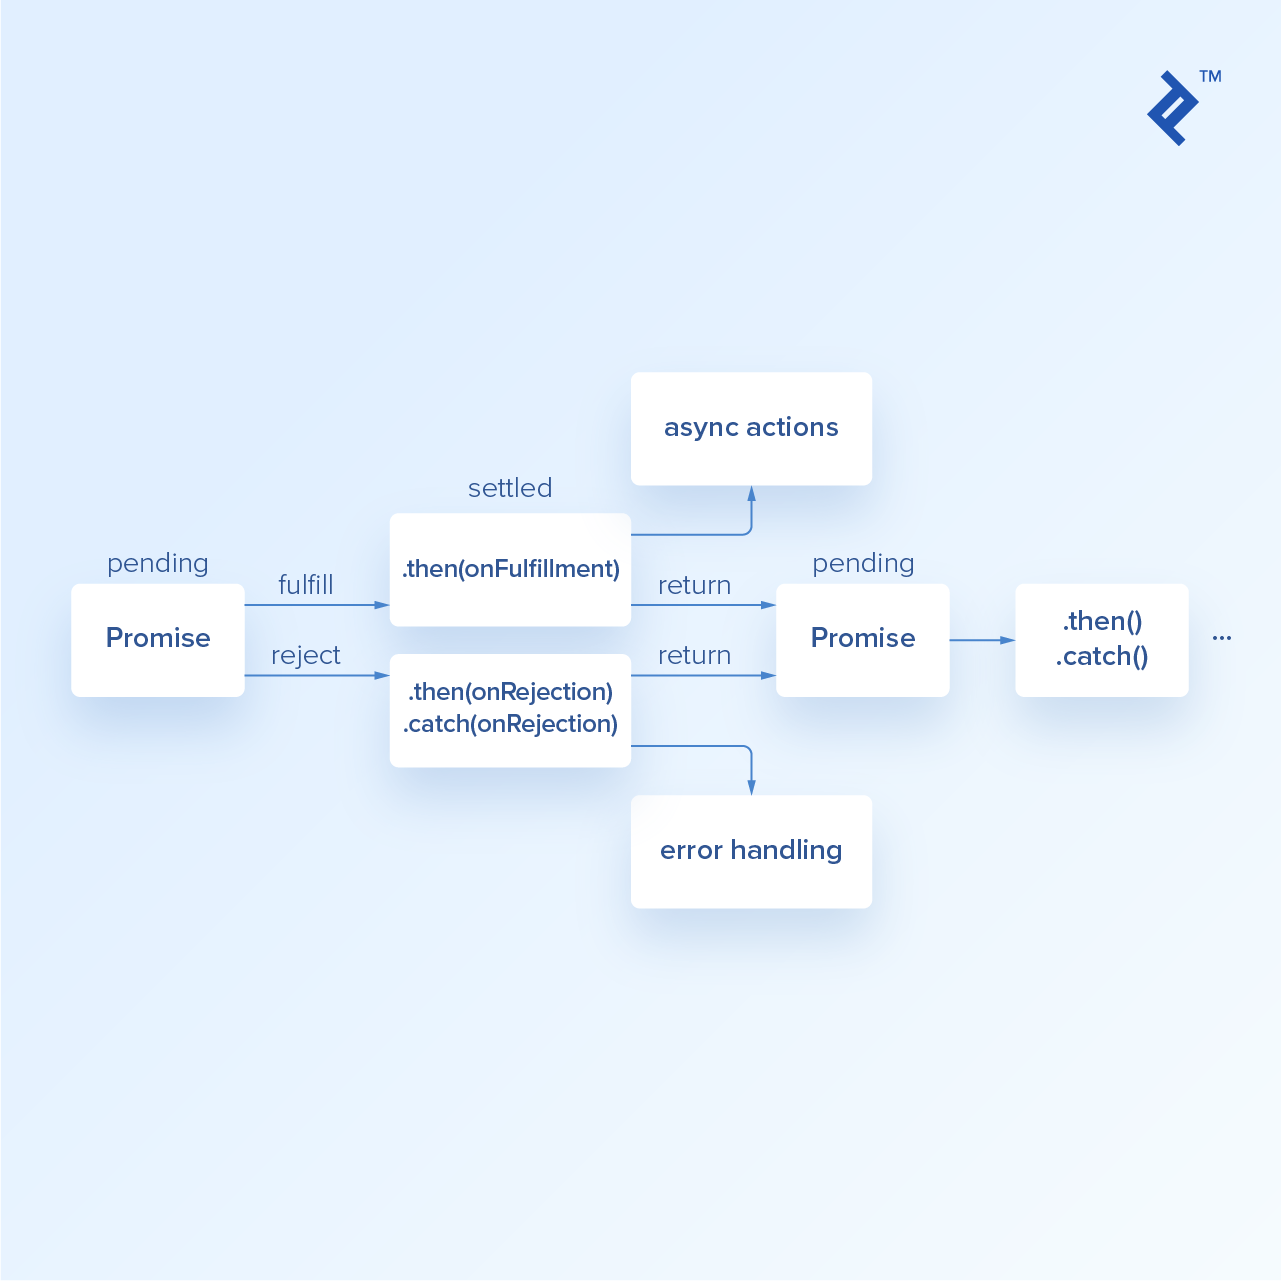 TM
async actions
settled
.then(onFulfillment)
pending
fulfill
return
pending
Promise
reject
.then(onRejection)
.catch(onRejection)
return
Promise
.then()
.catch()
...
error handling